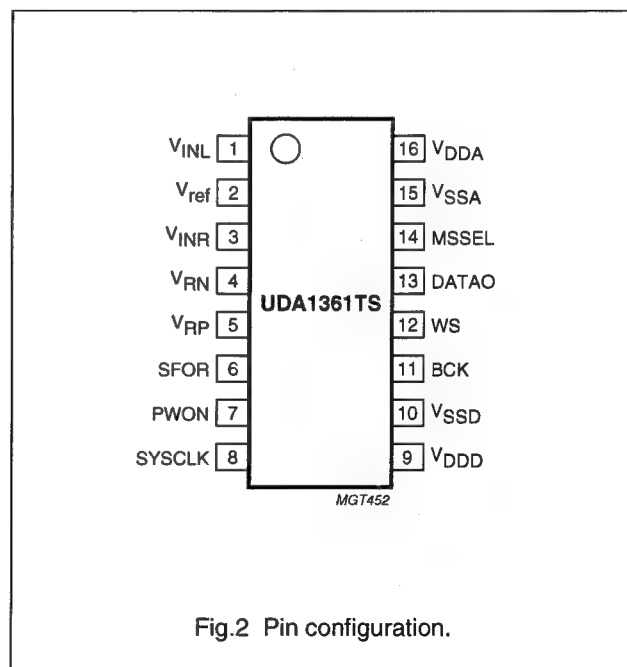 VINL 1 16 VDDA
Vref 2 15 VSSA
VINR 3 14 MSSEL
VRN 4 13 DATAO
VRP 5 12 WS
UDA1361TS
SFOR 6 11 BCK
PWON 7 10 VSSD
SYSCLK 8 9 VDDD
MGT452
Fig.2 Pin configuration.